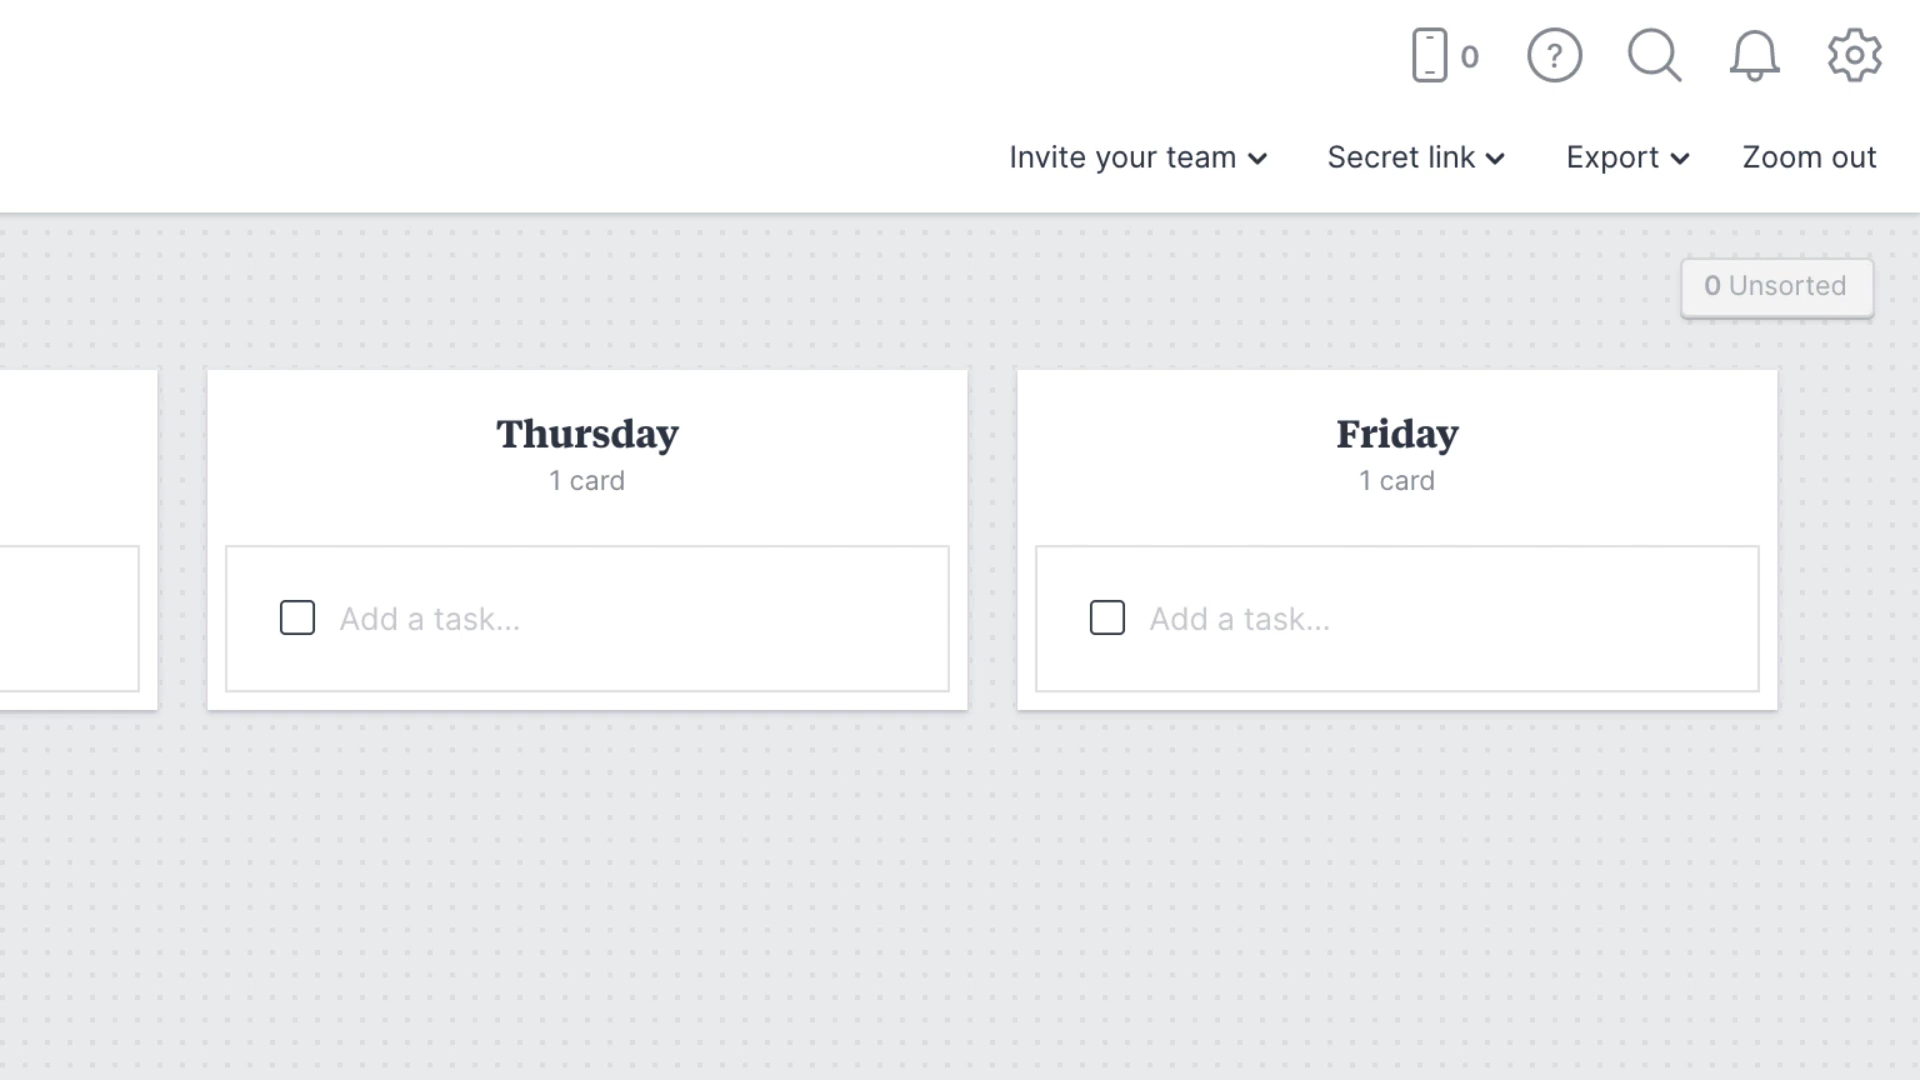 0
?
Invite your team
Secret link
Export
Zoom out
0 Unsorted
Thursday
1 card
Add a task...
Friday
1 card
Add a task...